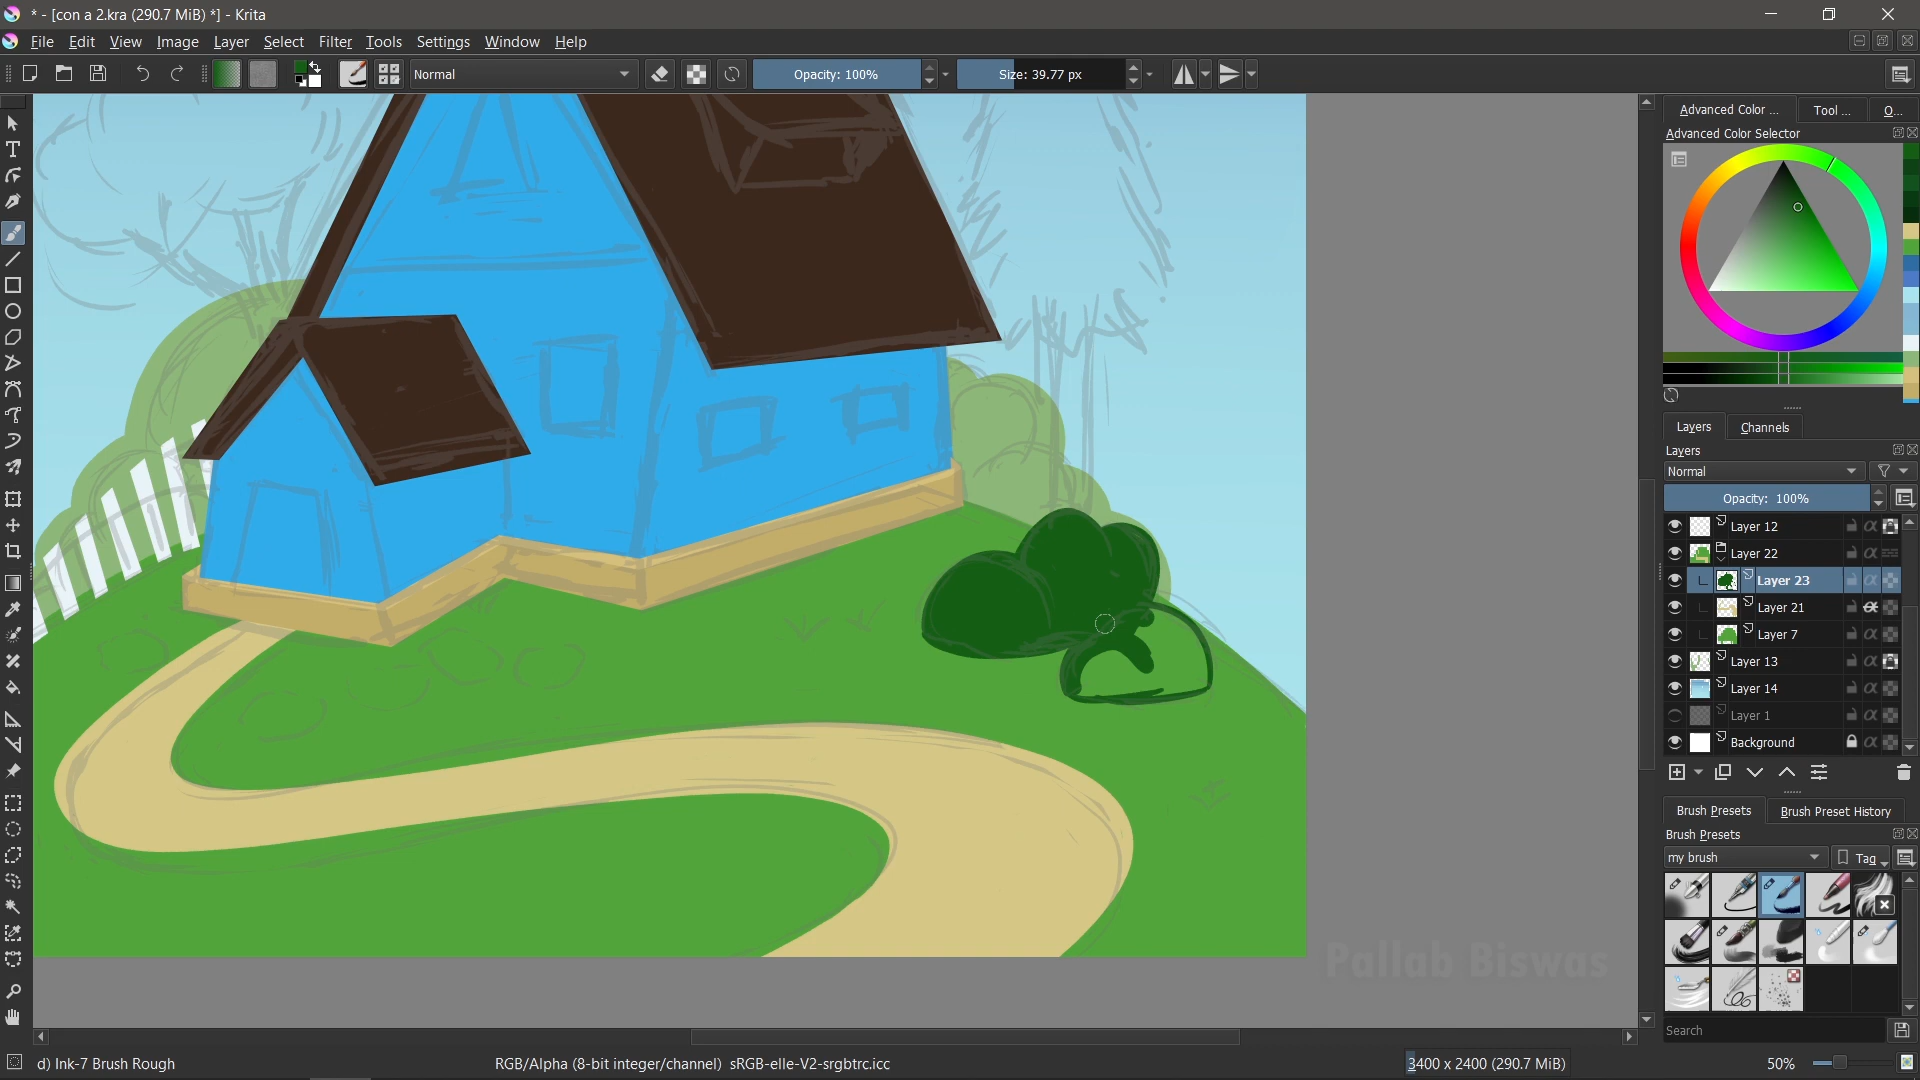 * - [con a 2.kra (290.7 MiB) *] - Krita
File Edit View Image Layer Select Filter Tools Settings Window Help
Normal Opacity: 100% Size: 39.77 px
Advanced Color ... Tool ... O...
Advanced Color Selector
Layers Channels
Layers
Normal
Opacity: 100%
Layer 12
Layer 22
Layer 23
Layer 21
Layer 7
Layer 13
Layer 14
Layer 1
Background
Brush Presets Brush Preset History
Brush Presets
my brush Tag
Pallab Biswas
Search
d) Ink-7 Brush Rough RGB/Alpha (8-bit integer/channel) sRGB-elle-V2-srgbtrc.icc 3400 x 2400 (290.7 MiB) 50%